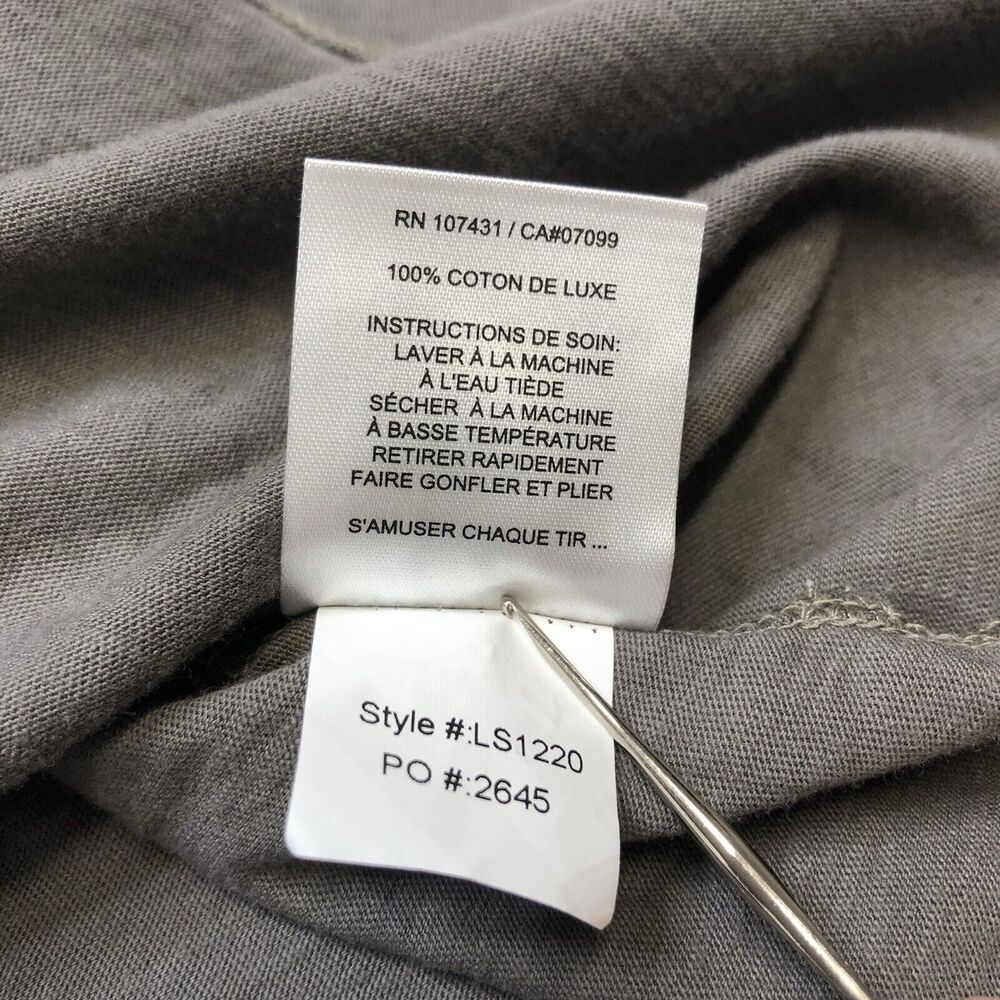 RN 107431 / CA#07099
100% COTON DE LUXE
INSTRUCTIONS DE SOIN:
LAVER À LA MACHINE
À L'EAU TIÈDE
SÉCHER À LA MACHINE
À BASSE TEMPÉRATURE
RETIRER RAPIDEMENT
FAIRE GONFLER ET PLIER
S'AMUSER CHAQUE TIR ...
Style #:LS1220
PO #:2645